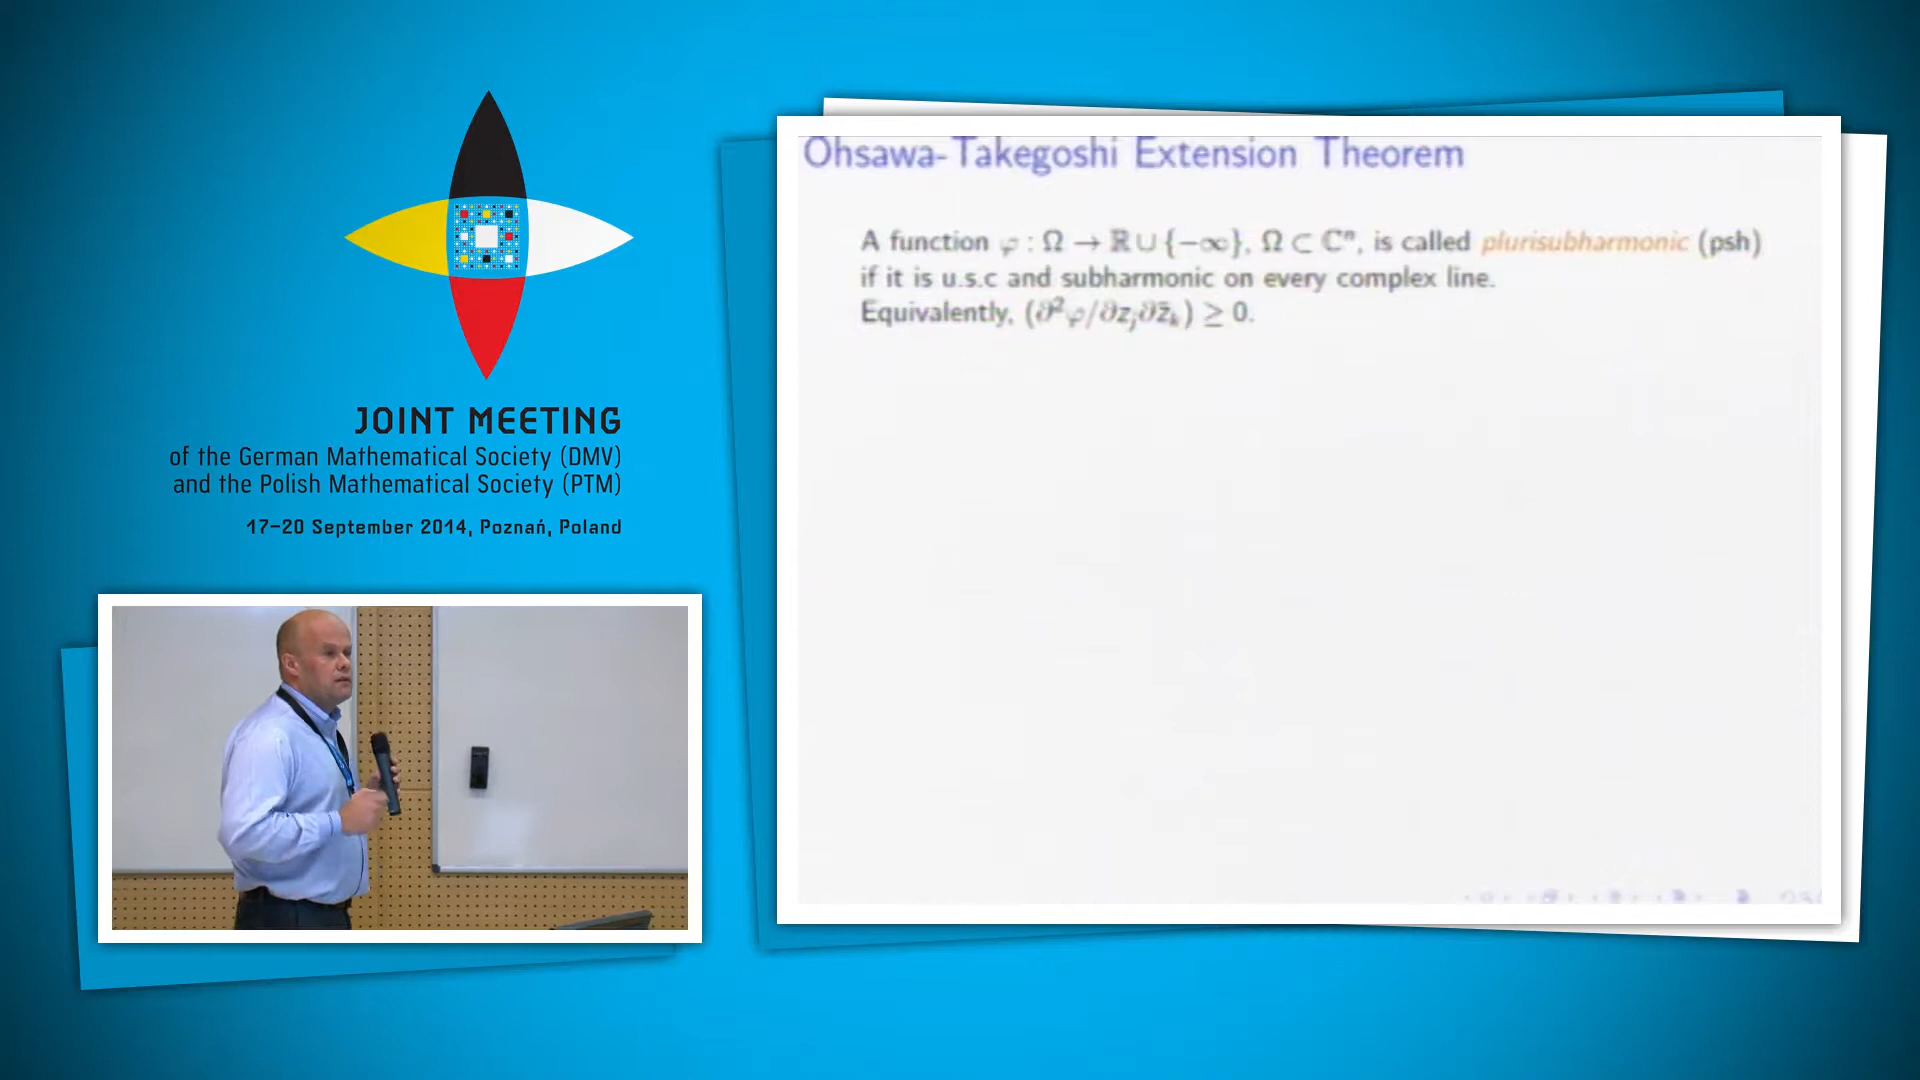 JOINT MEETING
of the German Mathematical Society (DMV)
and the Polish Mathematical Society (PTM)
17–20 September 2014, Poznań, Poland
Ohsawa-Takegoshi Extension Theorem
A function φ : Ω → ℝ ∪ {−∞}, Ω ⊂ ℂⁿ, is called plurisubharmonic (psh)
if it is u.s.c and subharmonic on every complex line.
Equivalently, (∂²φ/∂zⱼ∂z̄ₖ) ≥ 0.